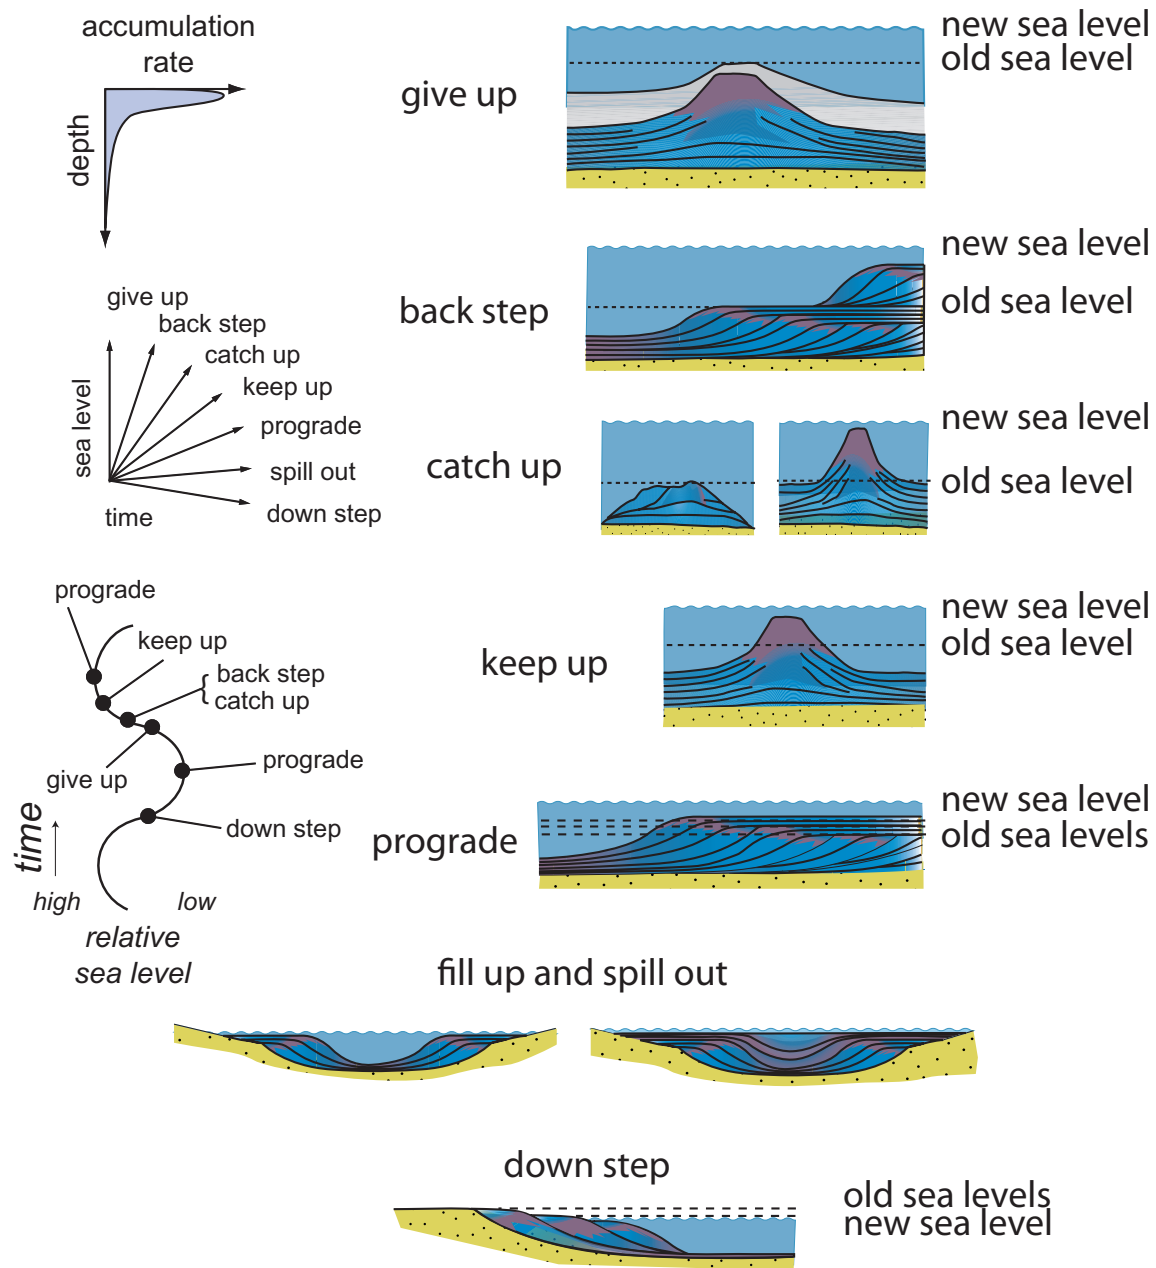 accumulation
rate
depth
give up
new sea level
old sea level
give up
back step
catch up
keep up
prograde
spill out
down step
sea level
time
back step
new sea level
old sea level
catch up
new sea level
old sea level
prograde
keep up
back step
catch up
give up
prograde
down step
time
high
low
relative
sea level
keep up
new sea level
old sea level
prograde
new sea level
old sea levels
fill up and spill out
down step
old sea levels
new sea level